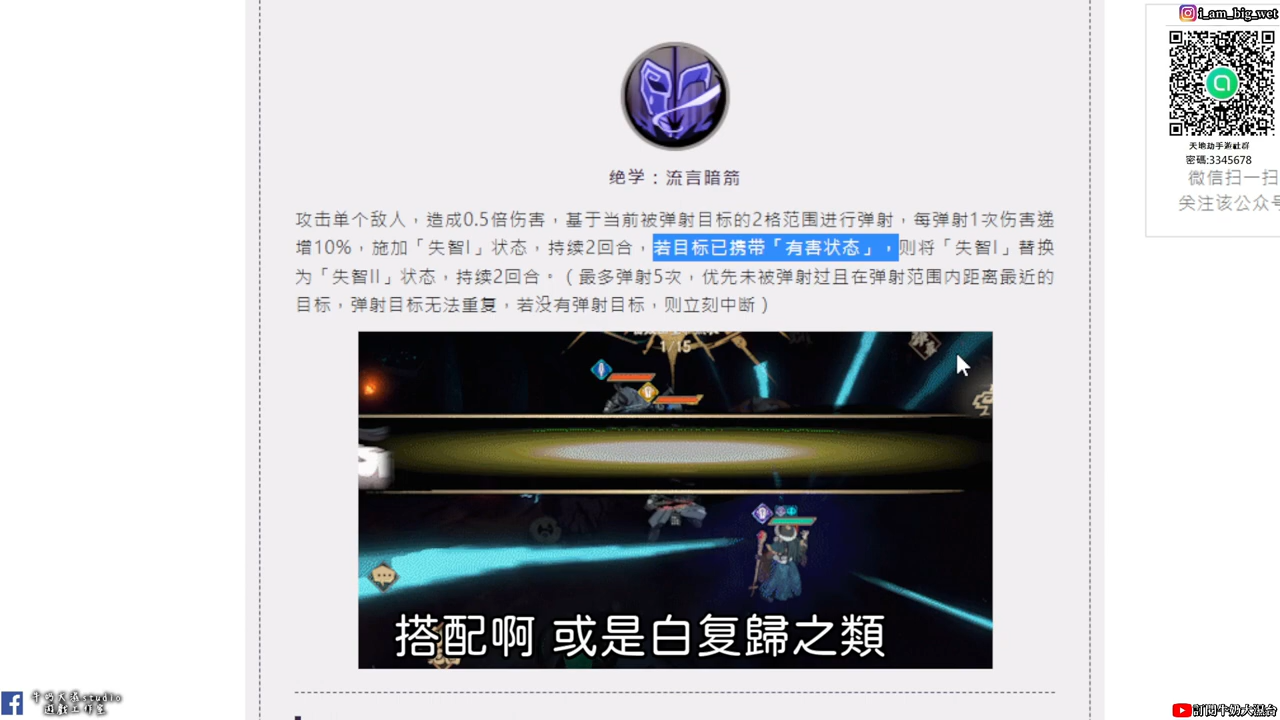 i_am_big_wet
天地劫手游社群
密碼:3345678
微信扫一扫
关注该公众号
绝学：流言暗箭
攻击单个敌人，造成0.5倍伤害，基于当前被弹射目标的2格范围进行弹射，每弹射1次伤害递
增10%，施加「失智I」状态，持续2回合，若目标已携带「有害状态」，则将「失智I」替换
为「失智II」状态，持续2回合。（最多弹射5次，优先未被弹射过且在弹射范围内距离最近的
目标，弹射目标无法重复，若没有弹射目标，则立刻中断）
1/15
搭配啊 或是白复歸之類
牛奶大濕studio
遊戲工作室
訂閱牛奶大濕台